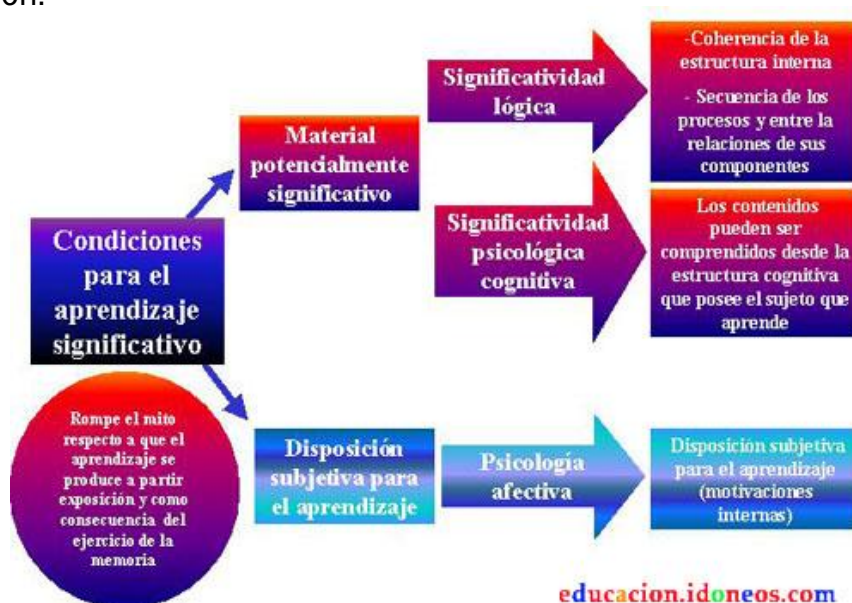 ón.
Condiciones
para el
aprendizaje
significativo
Material
potencialmente
significativo
Significatividad
lógica
-Coherencia de la
estructura interna
- Secuencia de los
procesos y entre la
relaciones de sus
componentes
Significatividad
psicológica
cognitiva
Los contenidos
pueden ser
comprendidos desde la
estructura cognitiva
que posee el sujeto que
aprende
Rompe el mito
respecto a que el
aprendizaje se
produce a partir
exposición y como
consecuencia del
ejercicio de la
memoria
Disposición
subjetiva para
el aprendizaje
Psicología
afectiva
Disposición subjetiva
para el aprendizaje
(motivaciones
internas)
educacion.idoneos.com